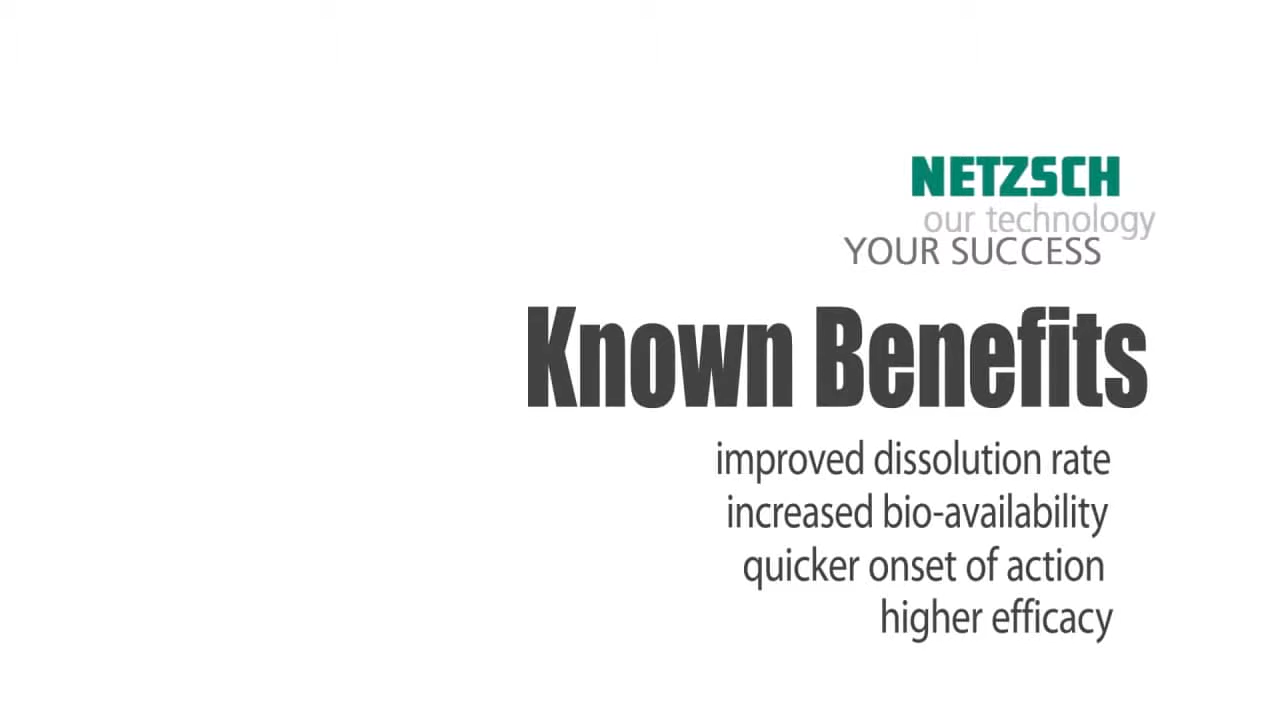 NETZSCH
our technology
YOUR SUCCESS
Known Benefits
improved dissolution rate
increased bio-availability
quicker onset of action
higher efficacy